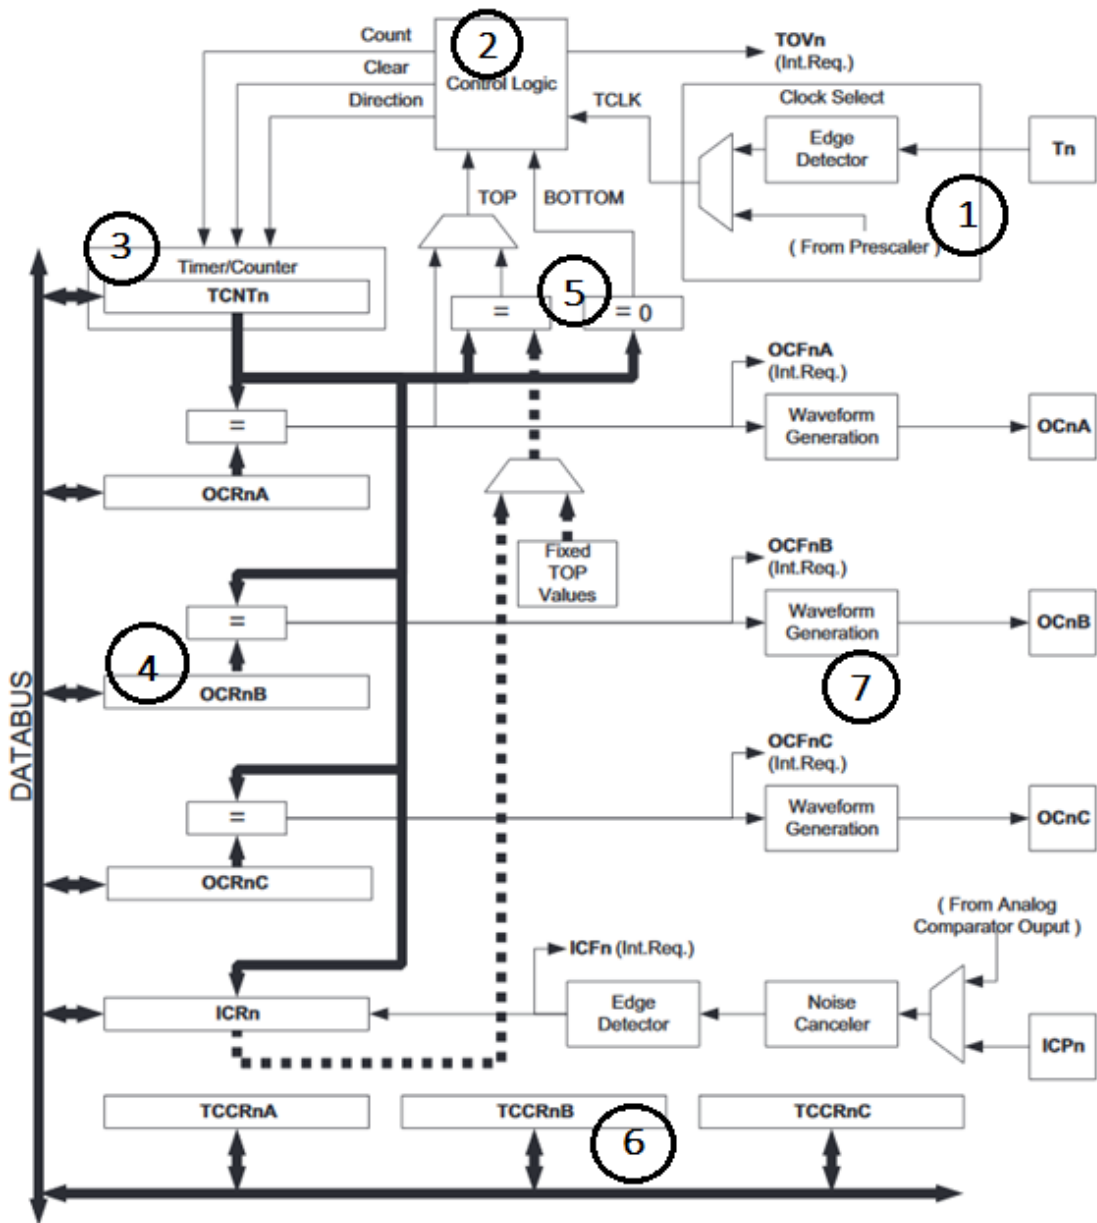 Count
Clear
Direction
2
Control Logic
TOVn
(Int.Req.)
TCLK
Clock Select
Edge
Detector
Tn
1
( From Prescaler )
TOP
BOTTOM
3
Timer/Counter
TCNTn
=
5
= 0
=
OCRnA
OCFnA
(Int.Req.)
Waveform
Generation
OCnA
Fixed
TOP
Values
=
4
OCRnB
OCFnB
(Int.Req.)
Waveform
Generation
OCnB
7
DATABUS
=
OCRnC
OCFnC
(Int.Req.)
Waveform
Generation
OCnC
( From Analog
Comparator Ouput )
ICFn (Int.Req.)
ICRn
Edge
Detector
Noise
Canceler
ICPn
TCCRnA
TCCRnB
TCCRnC
6